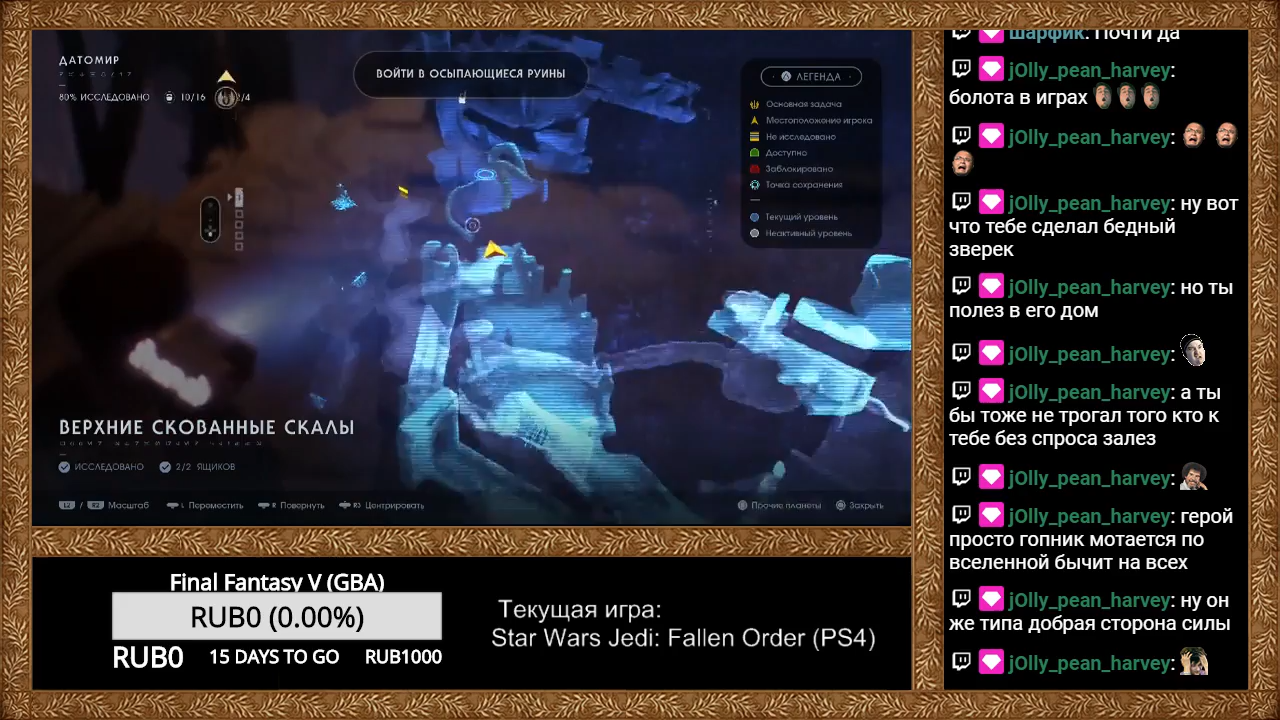 ДАТОМИР
80% ИССЛЕДОВАНО 10/16 2/4
ВОЙТИ В ОСЫПАЮЩИЕСЯ РУИНЫ
ЛЕГЕНДА
Основная задача
Местоположение игрока
Не исследовано
Доступно
Заблокировано
Точка сохранения
Текущий уровень
Неактивный уровень
ВЕРХНИЕ СКОВАННЫЕ СКАЛЫ
ИССЛЕДОВАНО 2/2 ЯЩИКОВ
L2 / R2 Масштаб L Переместить R Повернуть R3 Центрировать
Прочие планеты Закрыть
Final Fantasy V (GBA)
RUB0 (0.00%)
RUB0 15 DAYS TO GO RUB1000
Текущая игра:
Star Wars Jedi: Fallen Order (PS4)
шарфик: Почти да
jOlly_pean_harvey:
болота в играх
jOlly_pean_harvey:
jOlly_pean_harvey: ну вот
что тебе сделал бедный
зверек
jOlly_pean_harvey: но ты
полез в его дом
jOlly_pean_harvey:
jOlly_pean_harvey: а ты
бы тоже не трогал того кто к
тебе без спроса залез
jOlly_pean_harvey:
jOlly_pean_harvey: герой
просто гопник мотается по
вселенной бычит на всех
jOlly_pean_harvey: ну он
же типа добрая сторона силы
jOlly_pean_harvey: